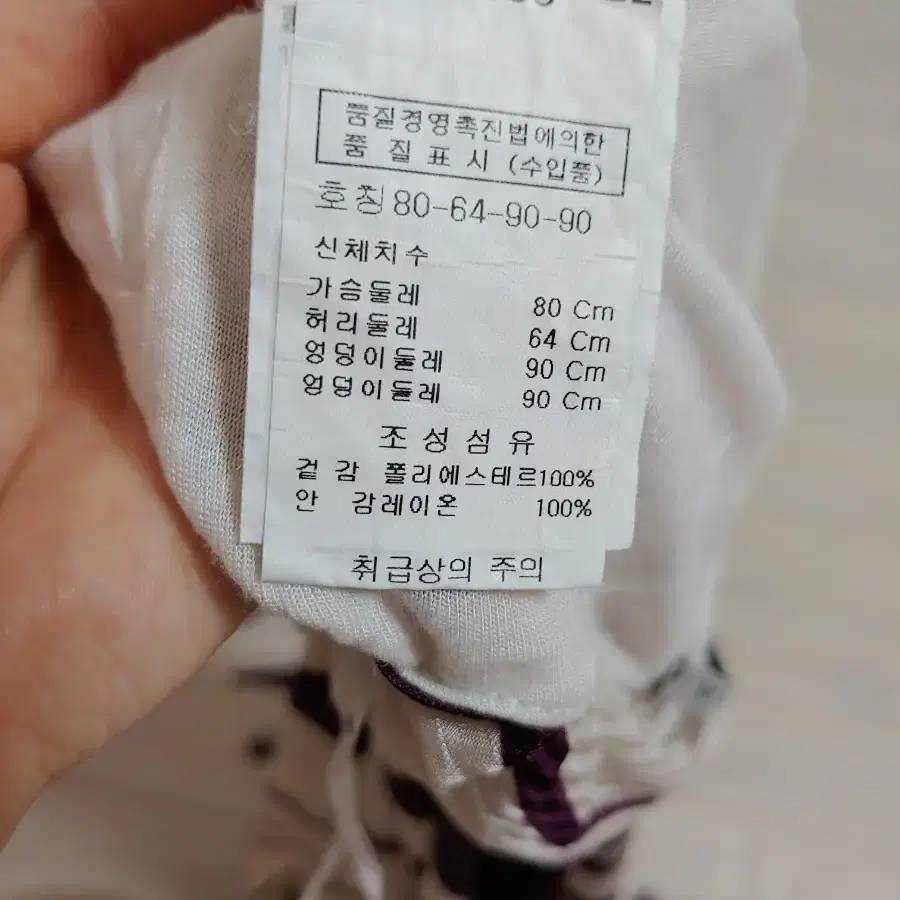 품질경영촉진법에의한
품 질 표 시 (수입품)
호칭80-64-90-90
신체치수
가슴둘레 80 Cm
허리둘레 64 Cm
엉덩이둘레 90 Cm
엉덩이둘레 90 Cm
조성섬유
겉 감 폴리에스테르100%
안 감레이온 100%
취급상의 주의